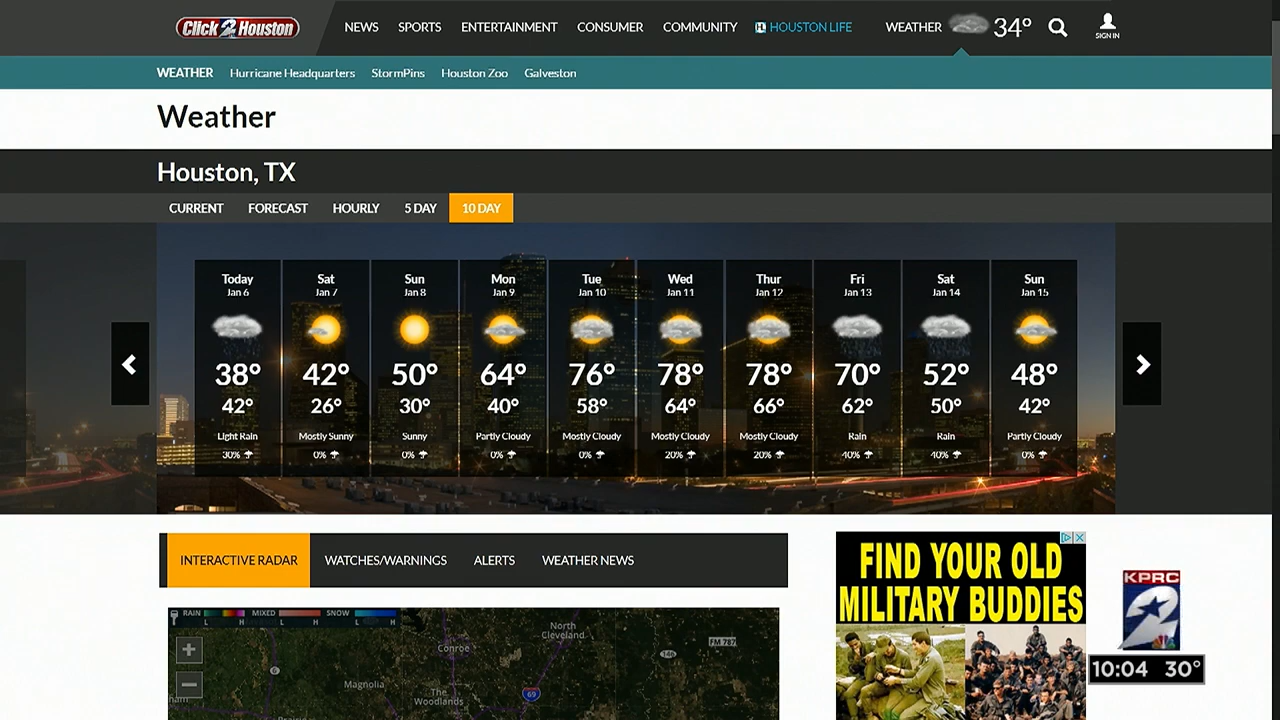 Click 2 Houston
NEWS SPORTS ENTERTAINMENT CONSUMER COMMUNITY HOUSTON LIFE WEATHER 34° SIGN IN
WEATHER Hurricane Headquarters StormPins Houston Zoo Galveston
Weather
Houston, TX
CURRENT FORECAST HOURLY 5 DAY 10 DAY
Today Sat Sun Mon Tue Wed Thur Fri Sat Sun
Jan 6 Jan 7 Jan 8 Jan 9 Jan 10 Jan 11 Jan 12 Jan 13 Jan 14 Jan 15
38° 42° 50° 64° 76° 78° 78° 70° 52° 48°
42° 26° 30° 40° 58° 64° 66° 62° 50° 42°
Light Rain Mostly Sunny Sunny Partly Cloudy Mostly Cloudy Mostly Cloudy Mostly Cloudy Rain Rain Partly Cloudy
30% 0% 0% 0% 0% 20% 20% 40% 40% 0%
INTERACTIVE RADAR WATCHES/WARNINGS ALERTS WEATHER NEWS
FIND YOUR OLD
MILITARY BUDDIES
RAIN MIXED SNOW
L H L H L H
North
Cleveland
Conroe
FM 787
146
6
Magnolia
The
Woodlands
69
KPRC
2
10:04 30°